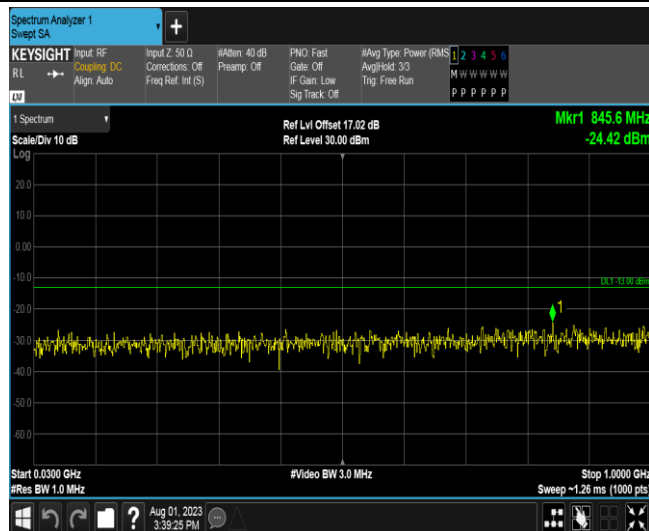 Spectrum Analyzer 1
Swept SA
+
KEYSIGHT
RL
Input: RF
Coupling: DC
Align: Auto
Input Z: 50 Ω
Corrections: Off
Freq Ref: Int (S)
#Atten: 40 dB
Preamp: Off
PNO: Fast
Gate: Off
IF Gain: Low
Sig Track: Off
#Avg Type: Power (RMS
Avg|Hold: 3/3
Trig: Free Run
1 2 3 4 5 6
M W W W W W
P P P P P P
1 Spectrum
Scale/Div 10 dB
Log
Ref Lvl Offset 17.02 dB
Ref Level 30.00 dBm
Mkr1 845.6 MHz
-24.42 dBm
20.0
10.0
0.00
-10.0
DL1 -13.00 dBm
-20.0
1
-30.0
-40.0
-50.0
-60.0
Start 0.0300 GHz
#Res BW 1.0 MHz
#Video BW 3.0 MHz
Stop 1.0000 GHz
Sweep ~1.26 ms (1000 pts)
?
Aug 01, 2023
3:39:25 PM